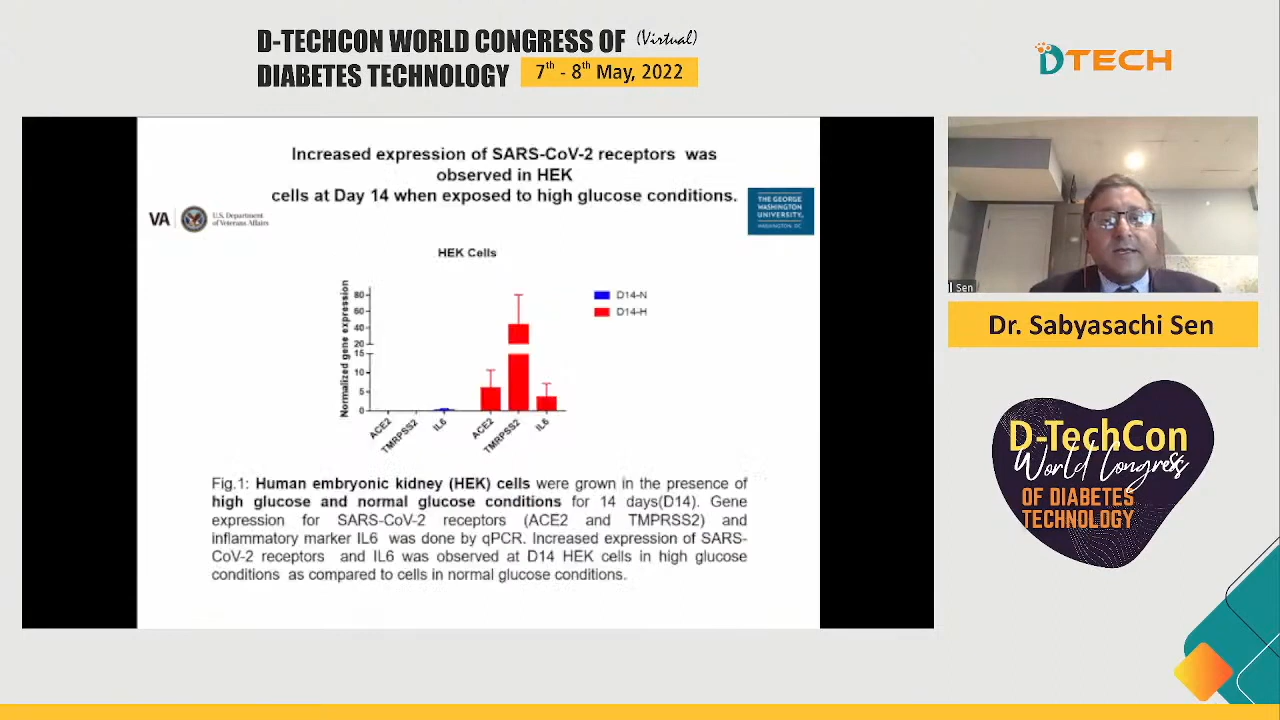 D-TECHCON WORLD CONGRESS OF (Virtual)
DIABETES TECHNOLOGY 7th - 8th May, 2022
DTECH
Increased expression of SARS-CoV-2 receptors was
observed in HEK
cells at Day 14 when exposed to high glucose conditions.
VA
U.S. Department
of Veterans Affairs
THE GEORGE
WASHINGTON
UNIVERSITY,
WASHINGTON, DC
HEK Cells
Normalized gene expression
80
60
40
20
15
10
5
0
ACE2
TMRPSS2
IL6
ACE2
TMRPSS2
IL6
D14-N
D14-H
Fig.1: Human embryonic kidney (HEK) cells were grown in the presence of
high glucose and normal glucose conditions for 14 days(D14). Gene
expression for SARS-CoV-2 receptors (ACE2 and TMPRSS2) and
inflammatory marker IL6 was done by qPCR. Increased expression of SARS-
CoV-2 receptors and IL6 was observed at D14 HEK cells in high glucose
conditions as compared to cells in normal glucose conditions.
Sen
Dr. Sabyasachi Sen
D-TechCon
World Congress
OF DIABETES
TECHNOLOGY